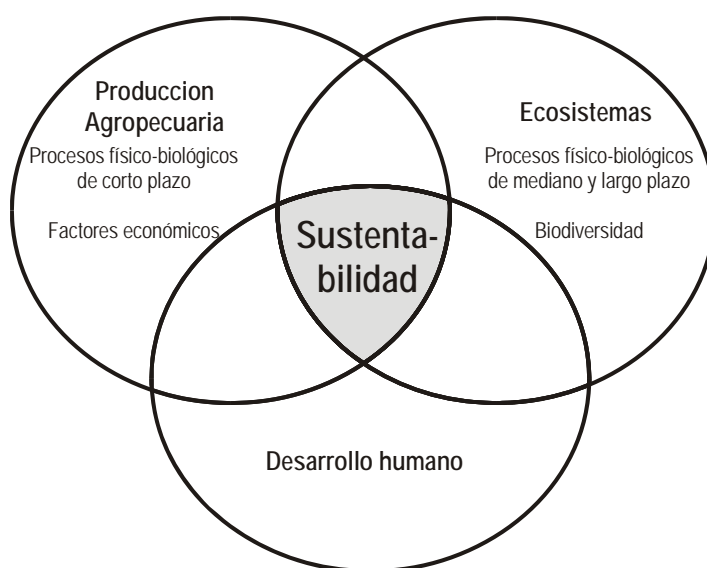 Produccion
Agropecuaria
Procesos físico-biológicos
de corto plazo
Factores económicos
Ecosistemas
Procesos físico-biológicos
de mediano y largo plazo
Biodiversidad
Sustenta-
bilidad
Desarrollo humano